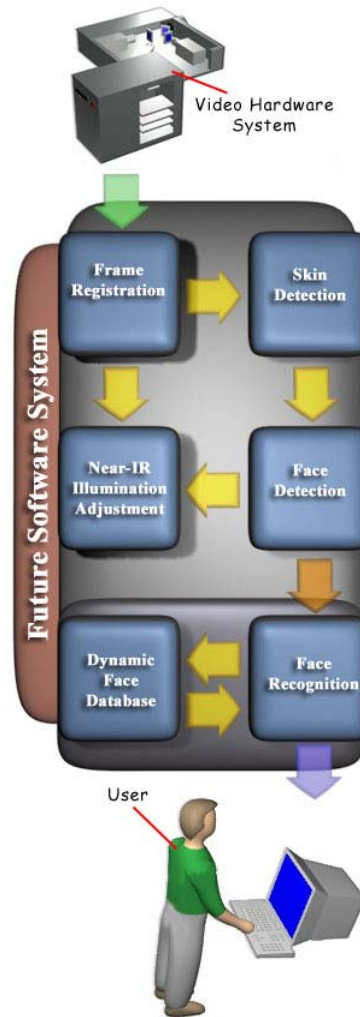 Video Hardware
System
Future Software System
Frame
Registration
Skin
Detection
Near-IR
Illumination
Adjustment
Face
Detection
Dynamic
Face
Database
Face
Recognition
User